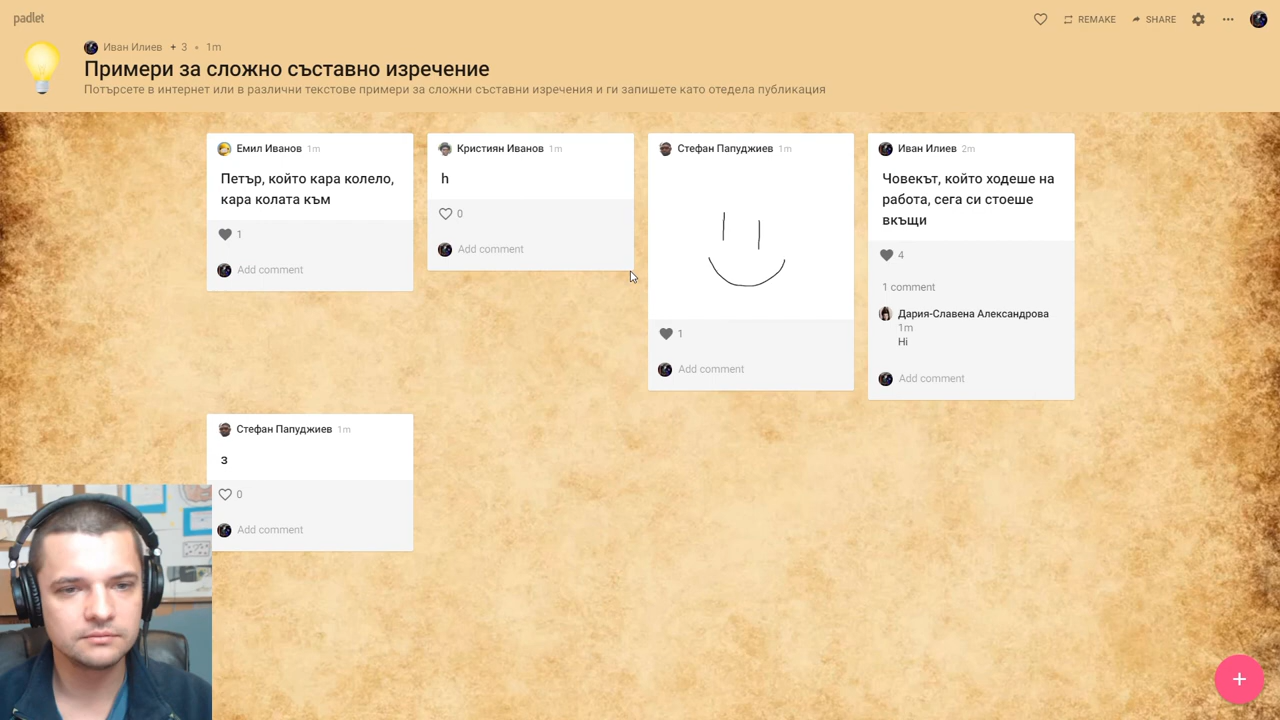 padlet
REMAKE
SHARE
Иван Илиев + 3 • 1m
Примери за сложно съставно изречение
Потърсете в интернет или в различни текстове примери за сложни съставни изречения и ги запишете като отедела публикация
Емил Иванов 1m
Петър, който кара колело,
кара колата към
1
Add comment
Кристиян Иванов 1m
h
0
Add comment
Стефан Папуджиев 1m
1
Add comment
Иван Илиев 2m
Човекът, който ходеше на
работа, сега си стоеше
вкъщи
4
1 comment
Дария-Славена Александрова
1m
Hi
Add comment
Стефан Папуджиев 1m
з
0
Add comment